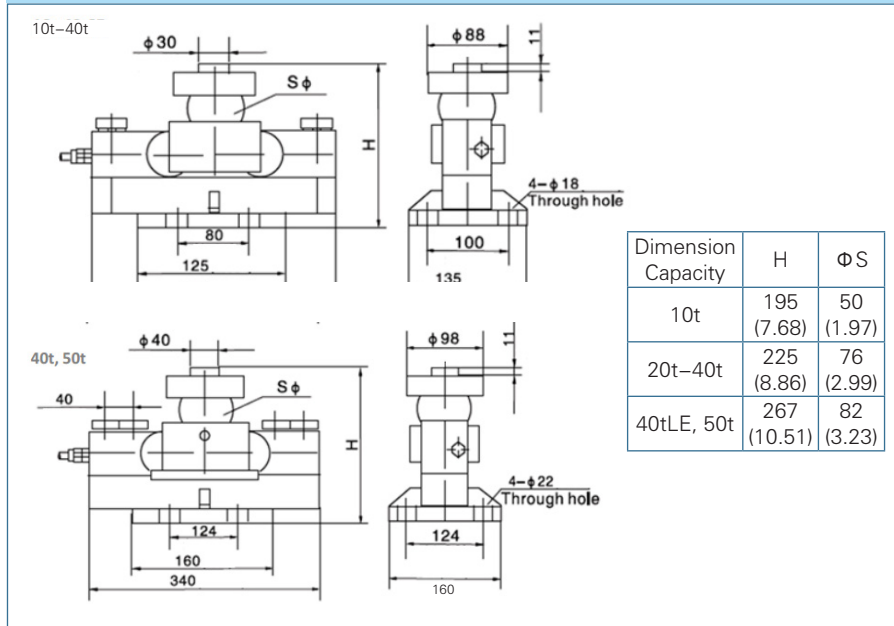 10t–40t
ϕ30
Sϕ
H
80
125
ϕ88
11
4-ϕ18
Through hole
100
135
40t, 50t
ϕ40
Sϕ
40
H
124
160
340
ϕ98
11
4-ϕ22
Through hole
124
160
Dimension Capacity H ΦS
10t 195 (7.68) 50 (1.97)
20t–40t 225 (8.86) 76 (2.99)
40tLE, 50t 267 (10.51) 82 (3.23)